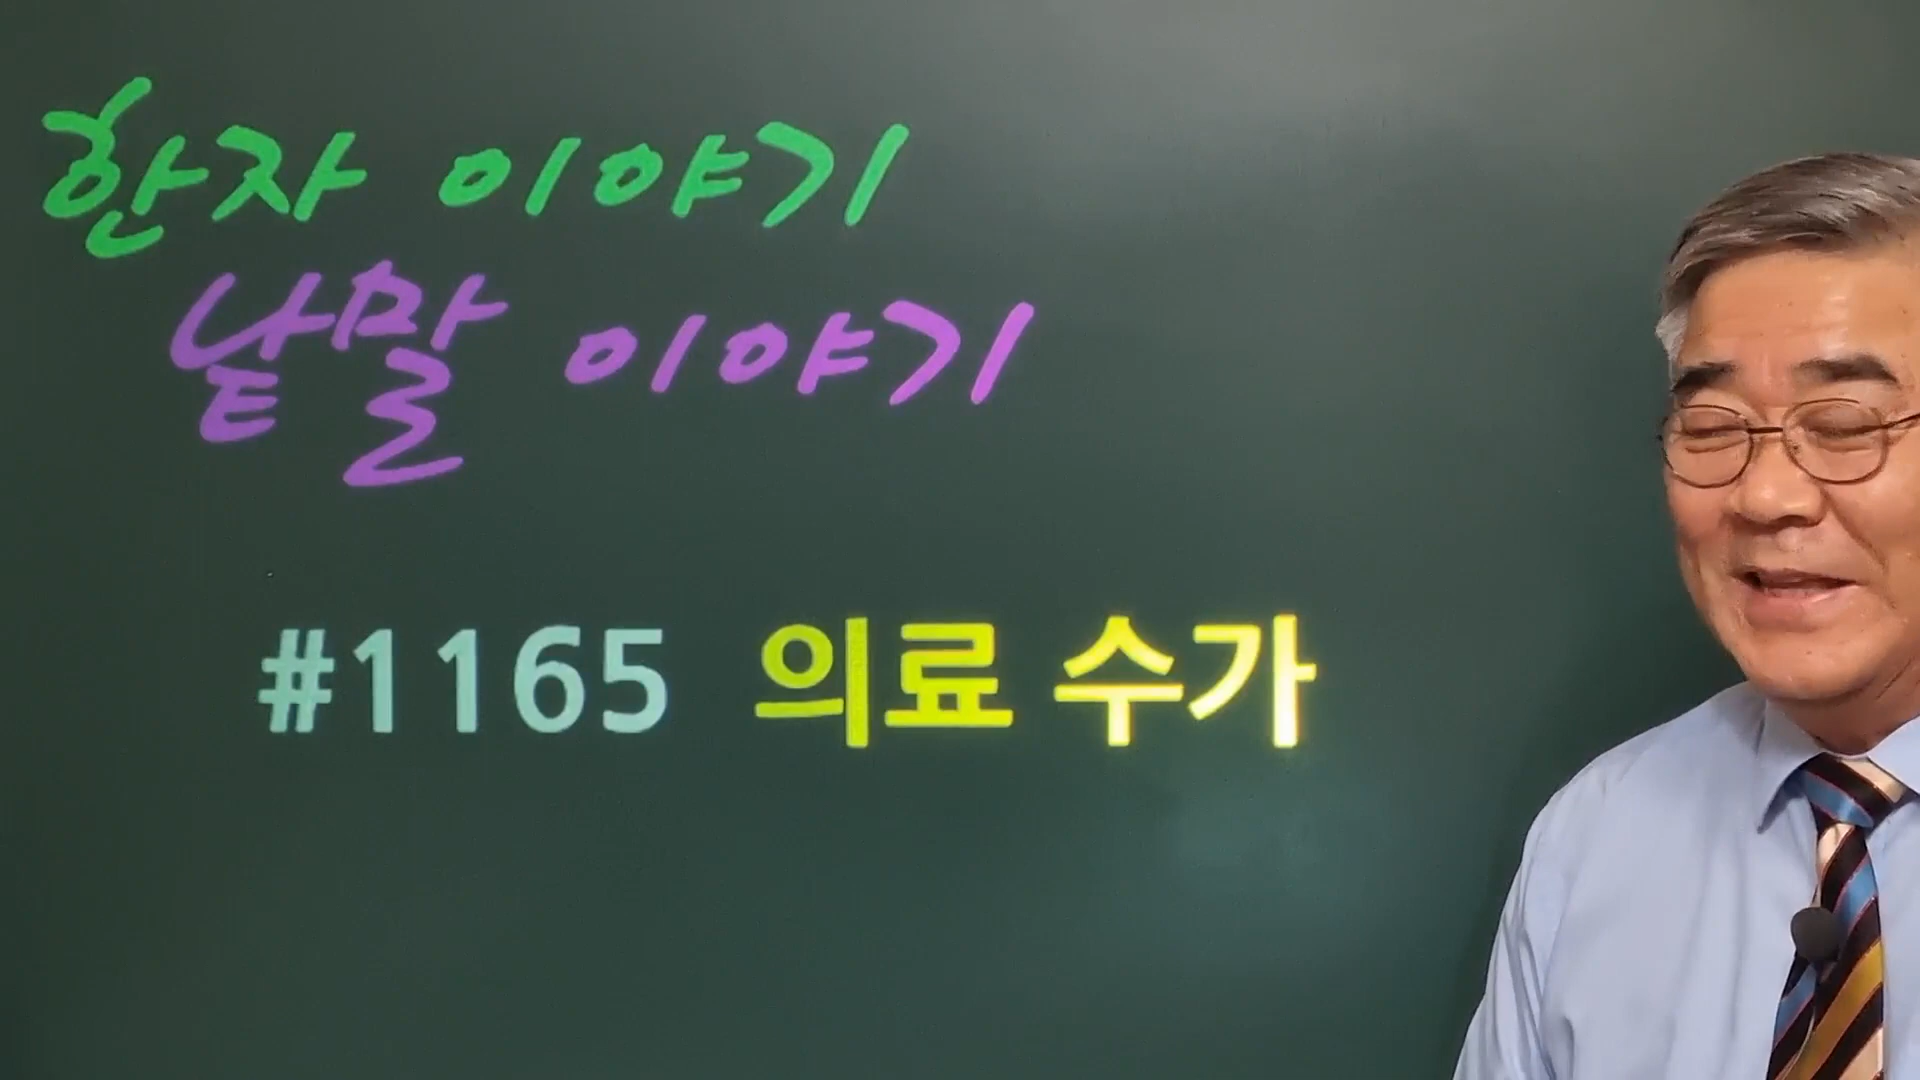 한자 이야기
낱말 이야기
#1165 의료 수가